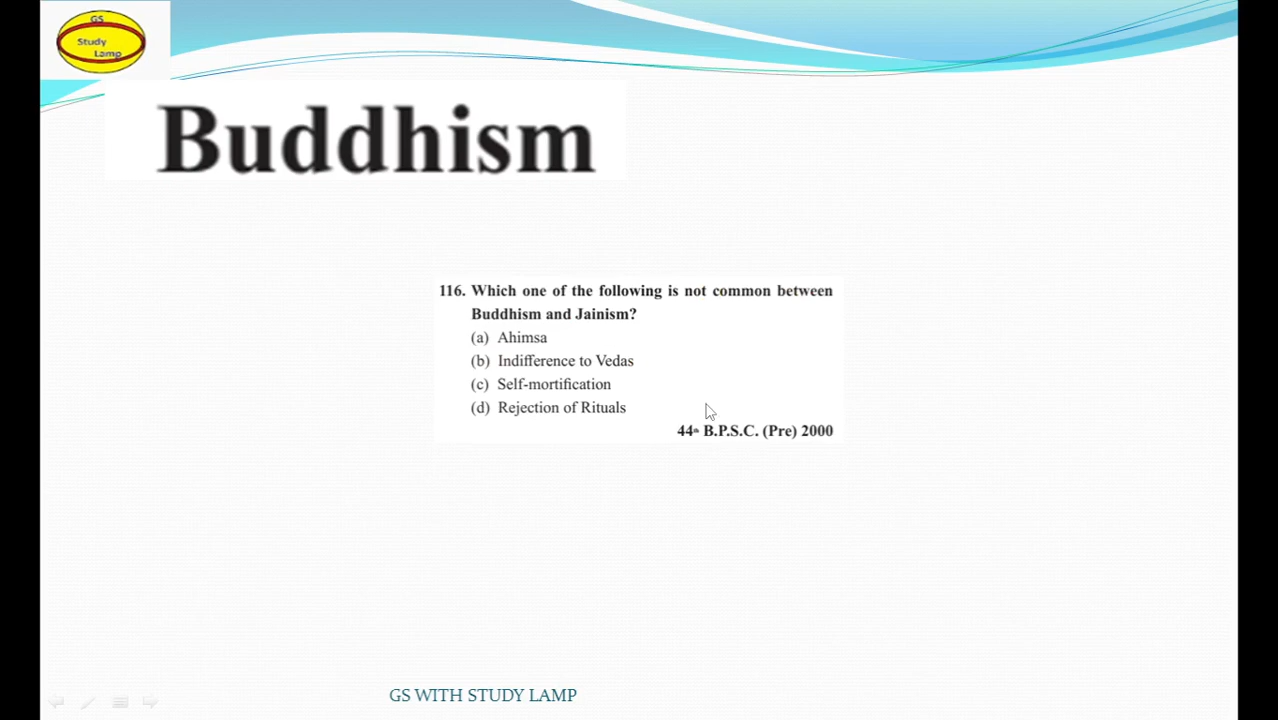 GS
Study
Lamp
Buddhism
116. Which one of the following is not common between
Buddhism and Jainism?
(a) Ahimsa
(b) Indifference to Vedas
(c) Self-mortification
(d) Rejection of Rituals
44th B.P.S.C. (Pre) 2000
GS WITH STUDY LAMP